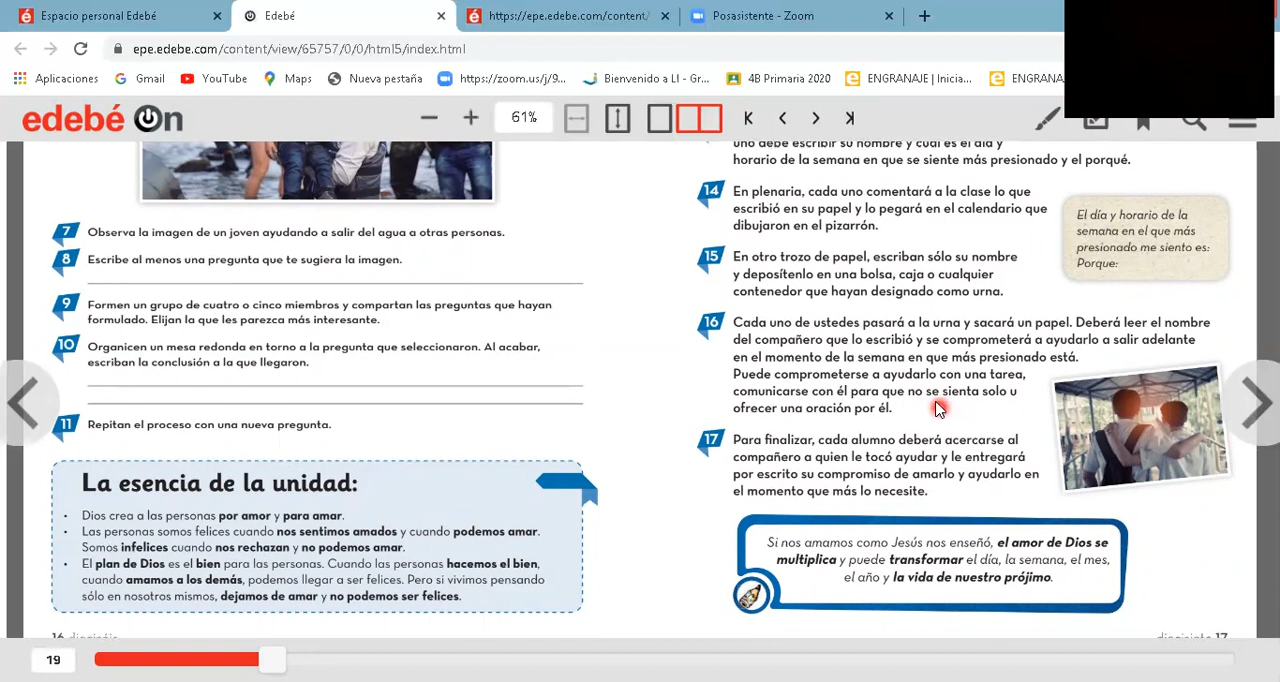 Espacio personal Edebé
Edebé
https://epe.edebe.com/content/
Posasistente - Zoom
epe.edebe.com/content/view/65757/0/0/html5/index.html
Aplicaciones
Gmail
YouTube
Maps
Nueva pestaña
https://zoom.us/j/9...
Bienvenido a LI - Gr...
4B Primaria 2020
ENGRANAJE | Inicia...
ENGRANA
edebé On
61%
7 Observa la imagen de un joven ayudando a salir del agua a otras personas.
8 Escribe al menos una pregunta que te sugiera la imagen.
9 Formen un grupo de cuatro o cinco miembros y compartan las preguntas que hayan
formulado. Elijan la que les parezca más interesante.
10 Organicen un mesa redonda en torno a la pregunta que seleccionaron. Al acabar,
escriban la conclusión a la que llegaron.
11 Repitan el proceso con una nueva pregunta.
La esencia de la unidad:
• Dios crea a las personas por amor y para amar.
• Las personas somos felices cuando nos sentimos amados y cuando podemos amar.
Somos infelices cuando nos rechazan y no podemos amar.
• El plan de Dios es el bien para las personas. Cuando las personas hacemos el bien,
cuando amamos a los demás, podemos llegar a ser felices. Pero si vivimos pensando
sólo en nosotros mismos, dejamos de amar y no podemos ser felices.
16 dieciséis
uno debe escribir su nombre y cuál es el día y
horario de la semana en que se siente más presionado y el porqué.
14 En plenaria, cada uno comentará a la clase lo que
escribió en su papel y lo pegará en el calendario que
dibujaron en el pizarrón.
El día y horario de la
semana en el que más
presionado me siento es:
Porque:
15 En otro trozo de papel, escriban sólo su nombre
y deposítenlo en una bolsa, caja o cualquier
contenedor que hayan designado como urna.
16 Cada uno de ustedes pasará a la urna y sacará un papel. Deberá leer el nombre
del compañero que lo escribió y se comprometerá a ayudarlo a salir adelante
en el momento de la semana en que más presionado está.
Puede comprometerse a ayudarlo con una tarea,
comunicarse con él para que no se sienta solo u
ofrecer una oración por él.
17 Para finalizar, cada alumno deberá acercarse al
compañero a quien le tocó ayudar y le entregará
por escrito su compromiso de amarlo y ayudarlo en
el momento que más lo necesite.
Si nos amamos como Jesús nos enseñó, el amor de Dios se
multiplica y puede transformar el día, la semana, el mes,
el año y la vida de nuestro prójimo.
diecisiete 17
19